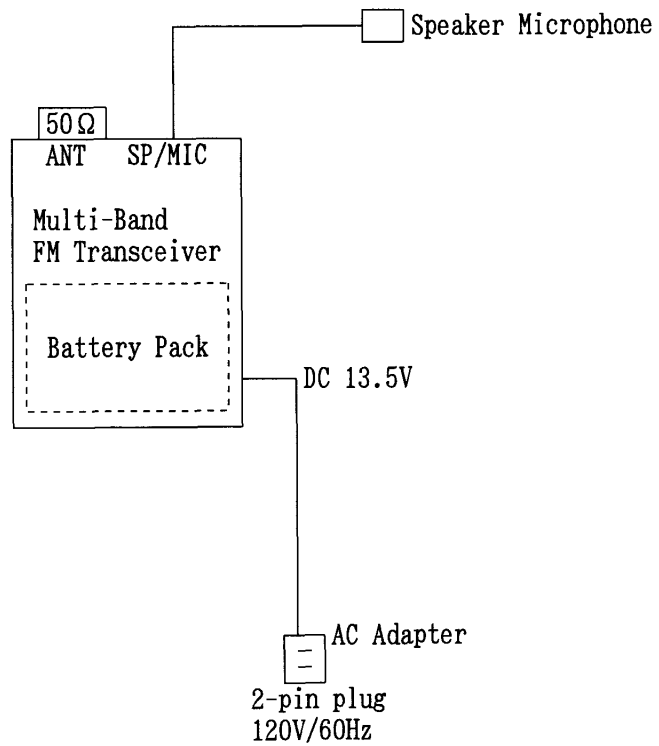 Speaker Microphone
50Ω
ANT SP/MIC
Multi-Band
FM Transceiver
Battery Pack
DC 13.5V
AC Adapter
2-pin plug
120V/60Hz